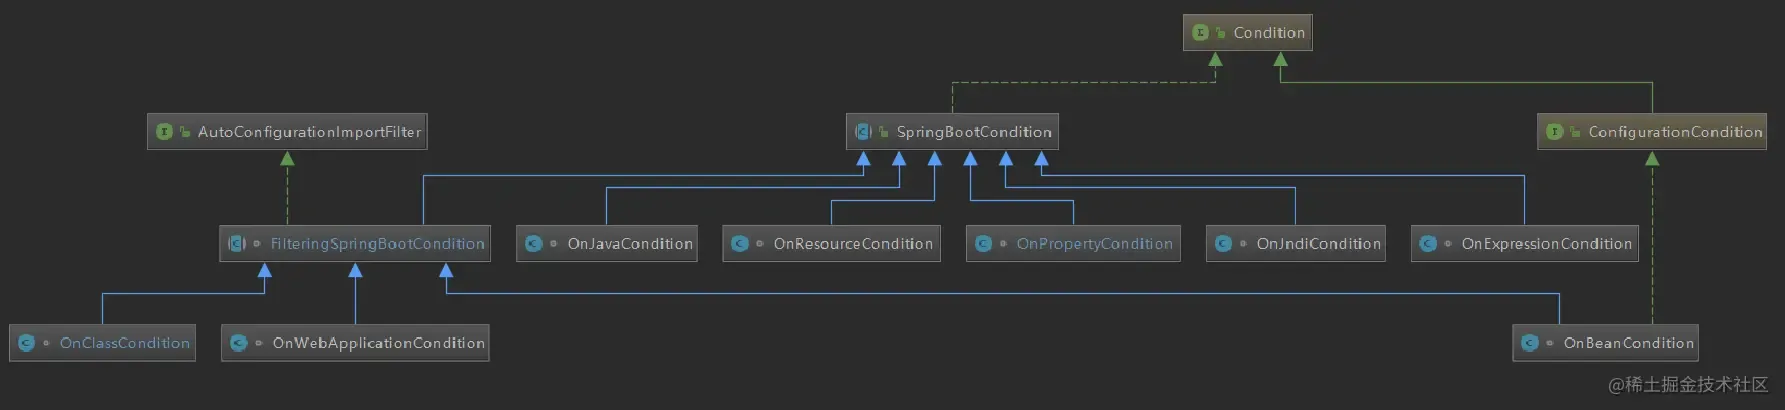 Condition
AutoConfigurationImportFilter
SpringBootCondition
ConfigurationCondition
FilteringSpringBootCondition
OnJavaCondition
OnResourceCondition
OnPropertyCondition
OnJndiCondition
OnExpressionCondition
OnClassCondition
OnWebApplicationCondition
OnBeanCondition
@稀土掘金技术社区